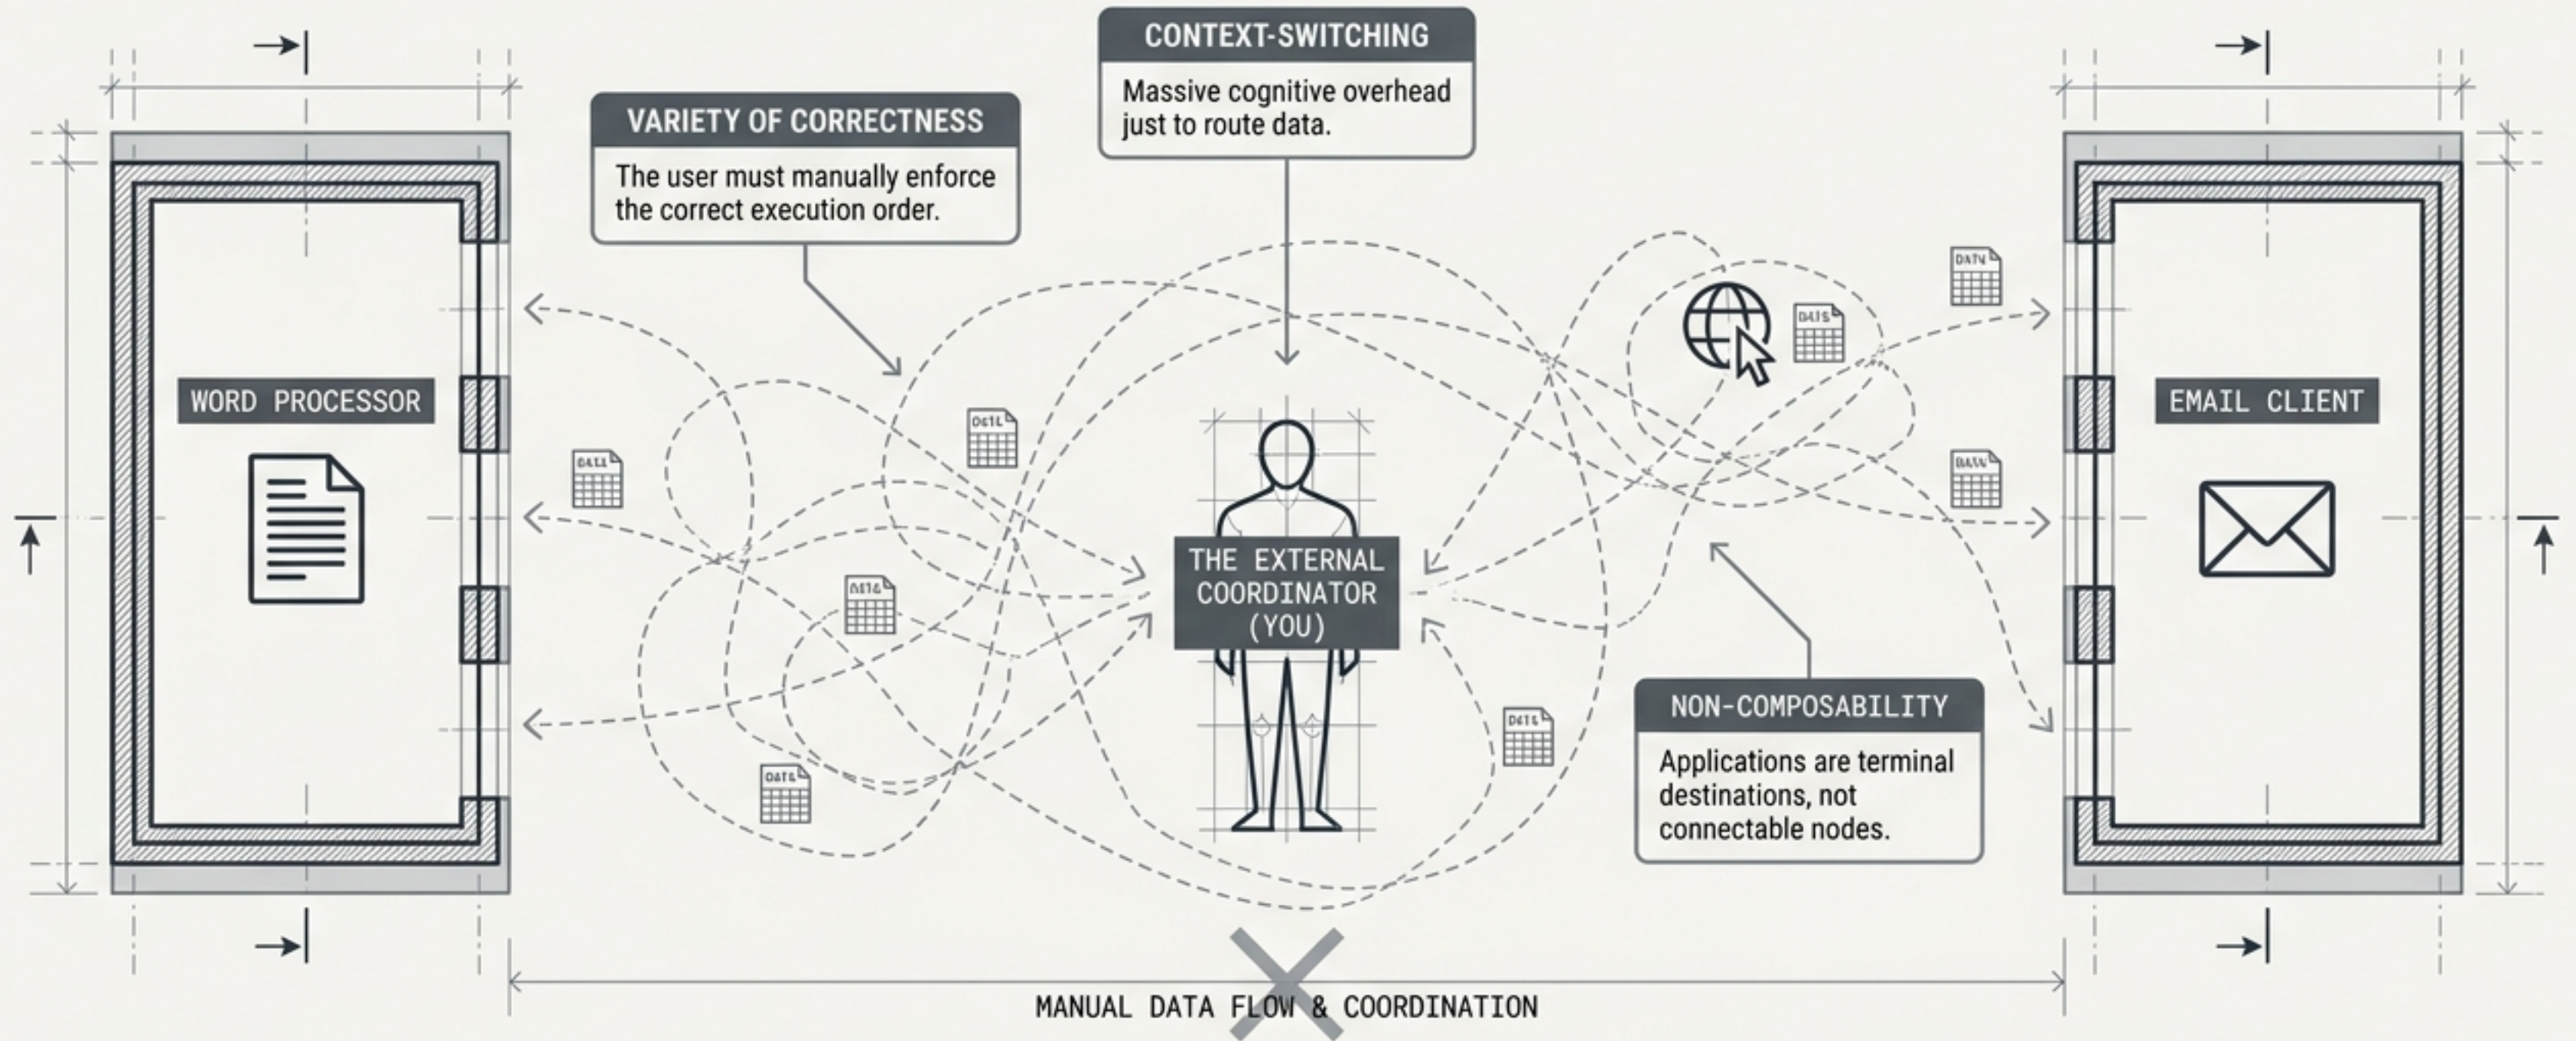 CONTEXT-SWITCHING
Massive cognitive overhead
just to route data.
VARIETY OF CORRECTNESS
The user must manually enforce
the correct execution order.
WORD PROCESSOR
EMAIL CLIENT
THE EXTERNAL
COORDINATOR
(YOU)
NON-COMPOSABILITY
Applications are terminal
destinations, not
connectable nodes.
MANUAL DATA FLOW & COORDINATION